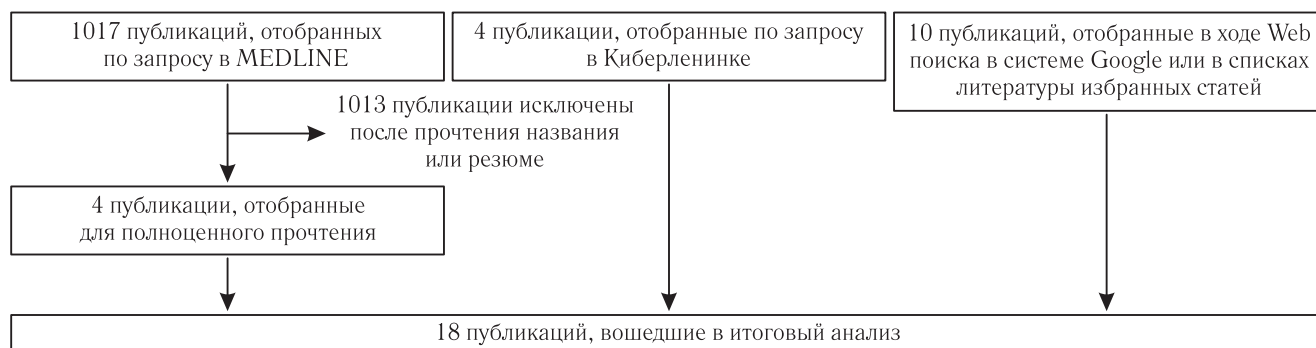 1017 публикаций, отобранных
по запросу в MEDLINE
4 публикации, отобранные по запросу
в Киберленинке
10 публикаций, отобранные в ходе Web
поиска в системе Google или в списках
литературы избранных статей
1013 публикации исключены
после прочтения названия
или резюме
4 публикации, отобранные
для полноценного прочтения
18 публикаций, вошедшие в итоговый анализ